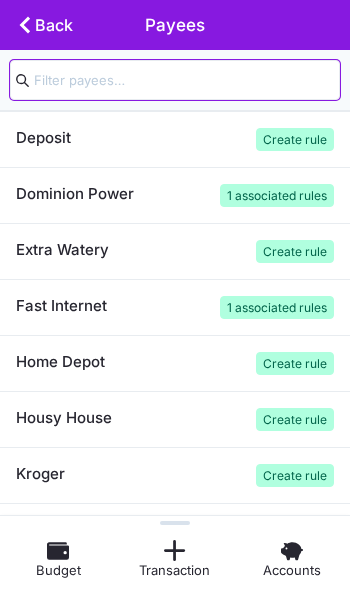 Back
Payees
Filter payees...
Deposit
Create rule
Dominion Power
1 associated rules
Extra Watery
Create rule
Fast Internet
1 associated rules
Home Depot
Create rule
Housy House
Create rule
Kroger
Create rule
Budget
Transaction
Accounts